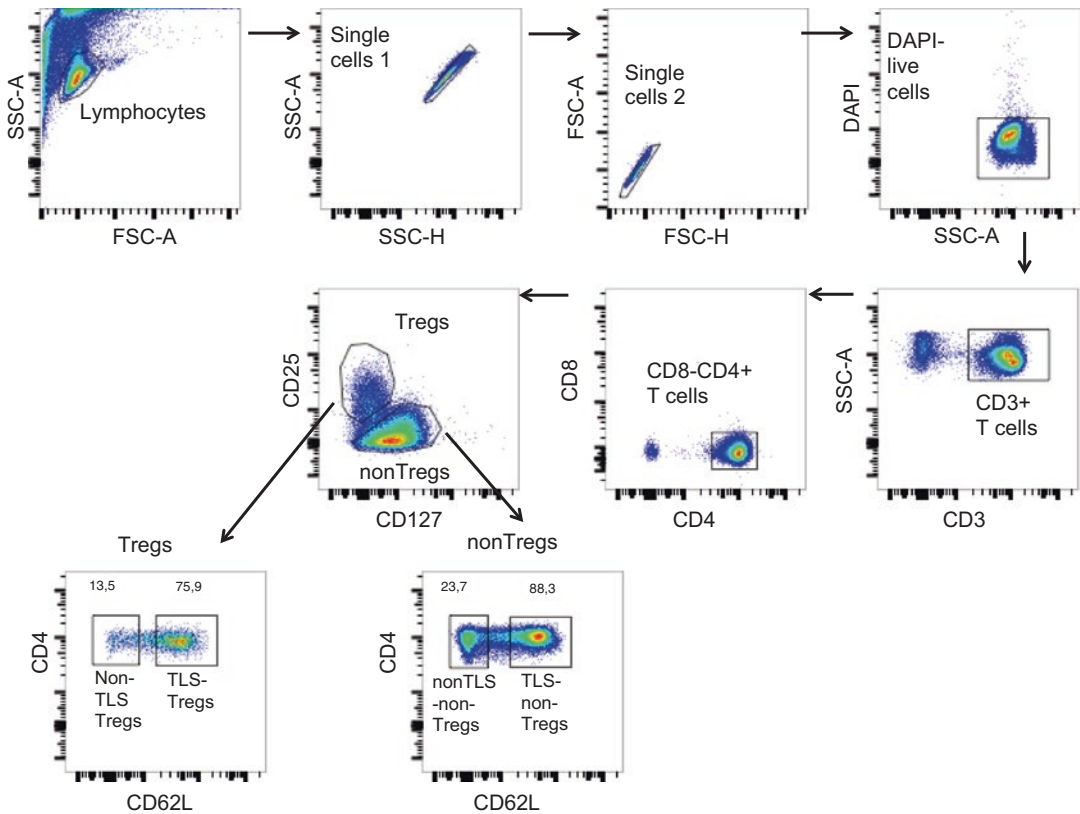 SSC-A
Lymphocytes
FSC-A
SSC-A
Single
cells 1
SSC-H
FSC-A
Single
cells 2
FSC-H
DAPI
DAPI-
live
cells
SSC-A
CD25
Tregs
nonTregs
CD127
CD8
CD8-CD4+
T cells
CD4
SSC-A
CD3+
T cells
CD3
Tregs
CD4
13,5
75,9
Non-
TLS
Tregs
TLS-
Tregs
CD62L
nonTregs
CD4
23,7
88,3
nonTLS
-non-
Tregs
TLS-
non-
Tregs
CD62L